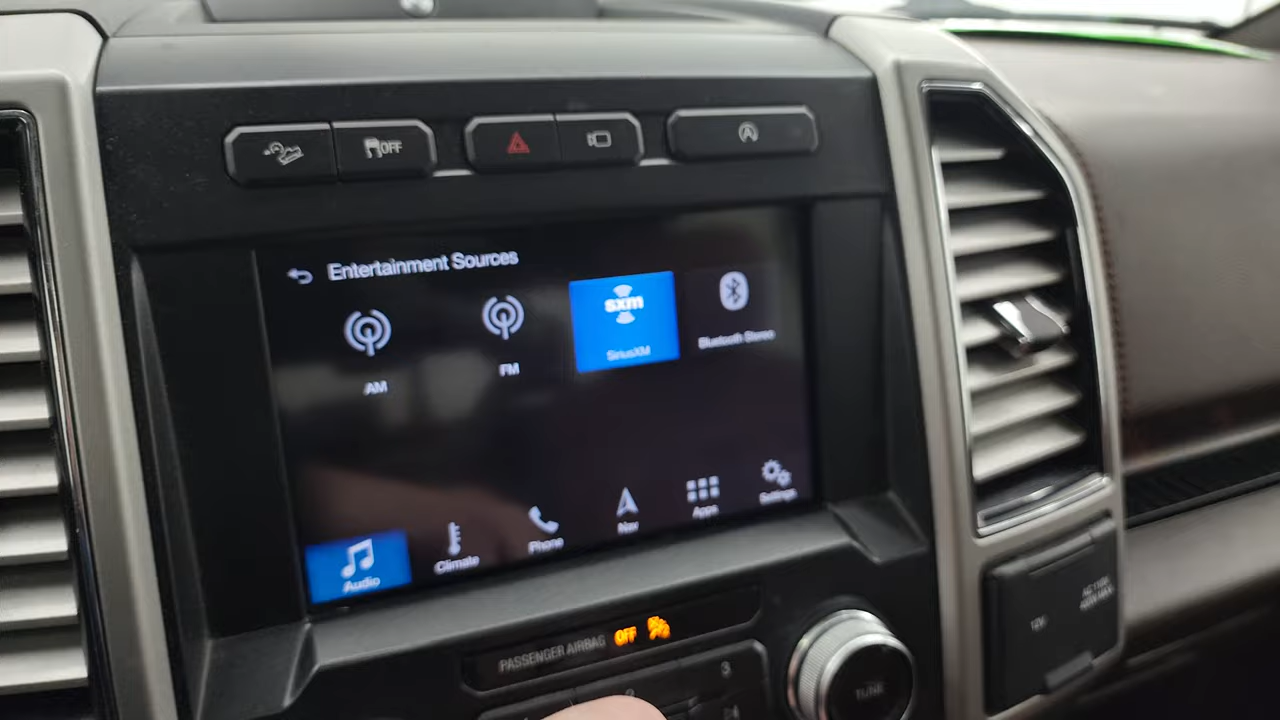 OFF
Entertainment Sources
AM
FM
sxm
SiriusXM
Bluetooth Stereo
Audio
Climate
Phone
Nav
Apps
Settings
PASSENGER AIRBAG OFF
3
TUNE
12V